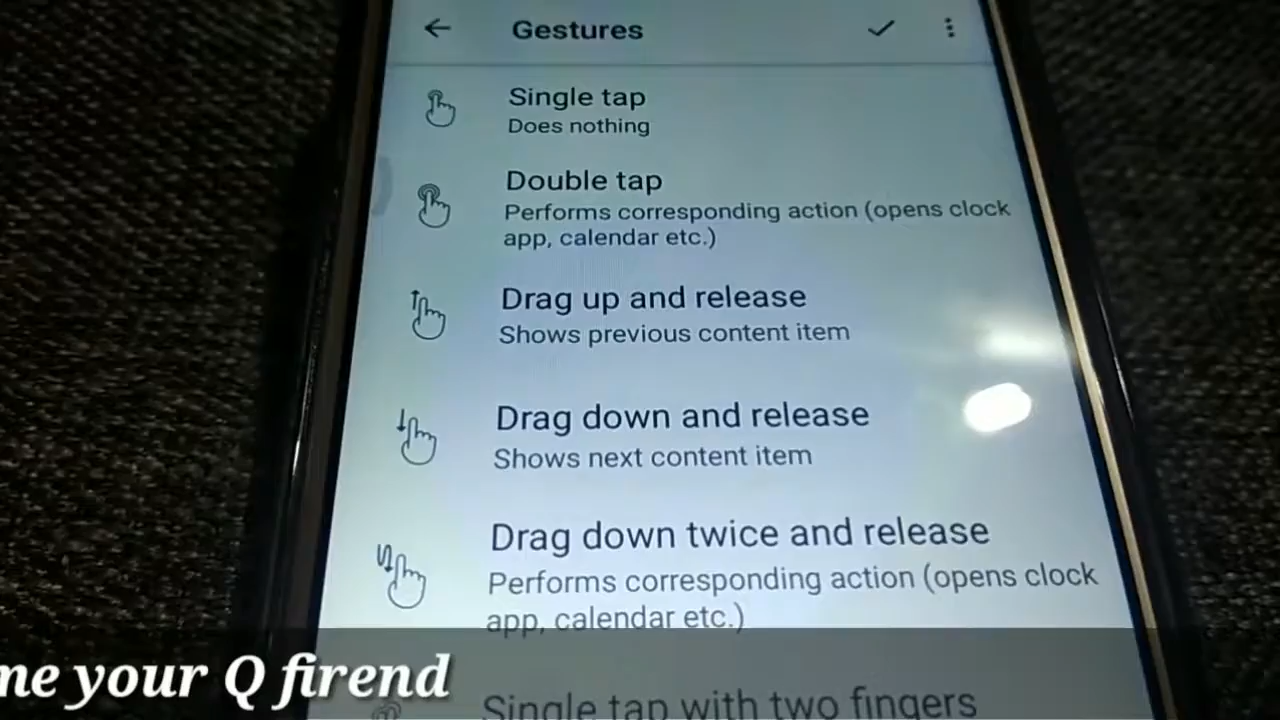 Gestures
Single tap
Does nothing
Double tap
Performs corresponding action (opens clock
app, calendar etc.)
Drag up and release
Shows previous content item
Drag down and release
Shows next content item
Drag down twice and release
Performs corresponding action (opens clock
app, calendar etc.)
me your Q firend
Single tap with two fingers